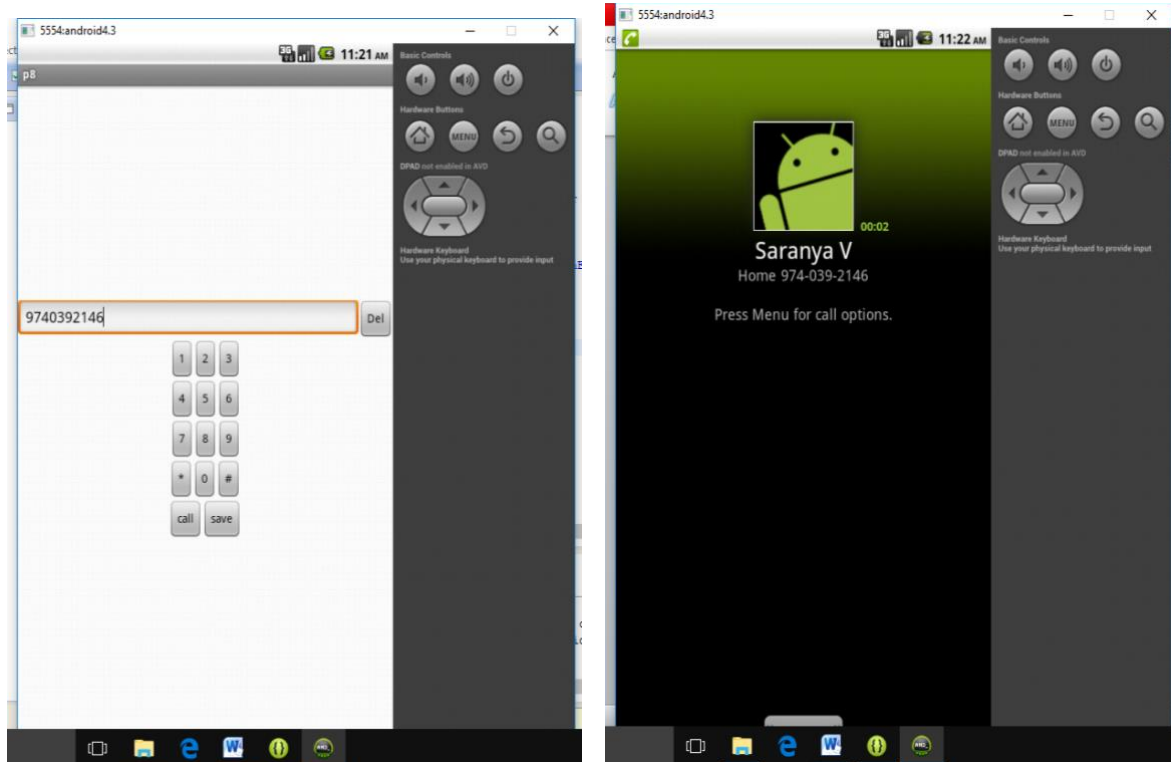 5554:android4.3
3G 11:21 AM
p8
9740392146
Del
1 2 3
4 5 6
7 8 9
* 0 #
call save
Basic Controls
Hardware Buttons
MENU
DPAD not enabled in AVD
Hardware Keyboard
Use your physical keyboard to provide input
5554:android4.3
3G 11:22 AM
00:02
Saranya V
Home 974-039-2146
Press Menu for call options.
Basic Controls
Hardware Buttons
MENU
DPAD not enabled in AVD
Hardware Keyboard
Use your physical keyboard to provide input